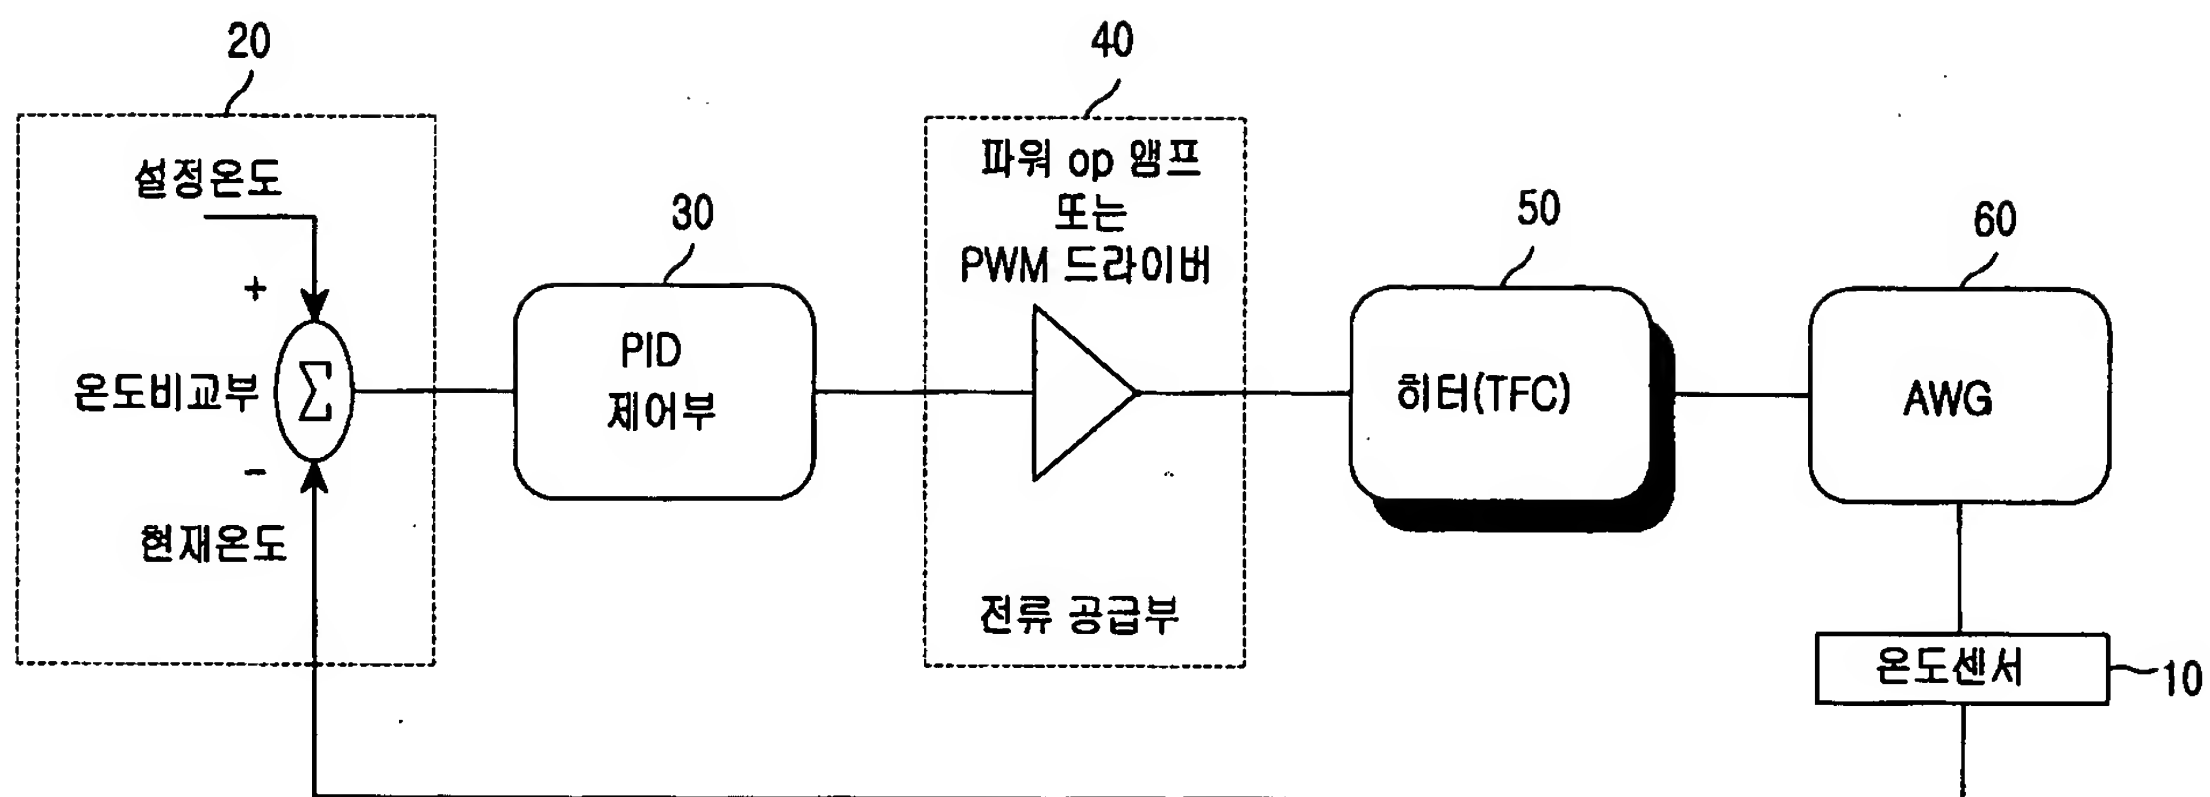 20
설정온도
+
온도비교부
Σ
-
현재온도
30
PID
제어부
40
파워 op 앰프
또는
PWM 드라이버
전류 공급부
50
히터(TFC)
60
AWG
온도센서
10